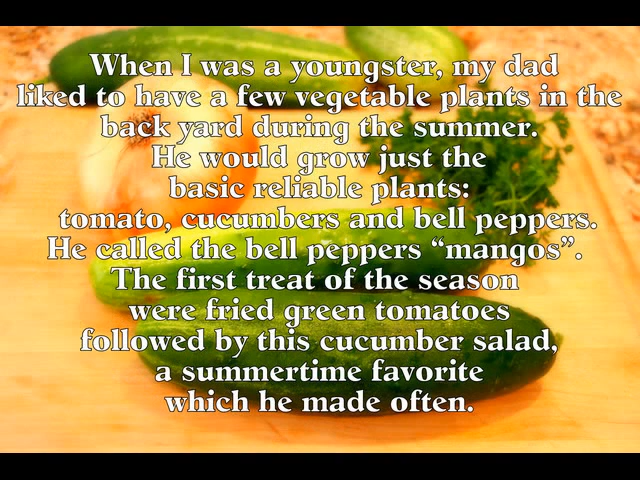 When I was a youngster, my dad
liked to have a few vegetable plants in the
back yard during the summer.
He would grow just the
basic reliable plants:
tomato, cucumbers and bell peppers.
He called the bell peppers “mangos”.
The first treat of the season
were fried green tomatoes
followed by this cucumber salad,
a summertime favorite
which he made often.